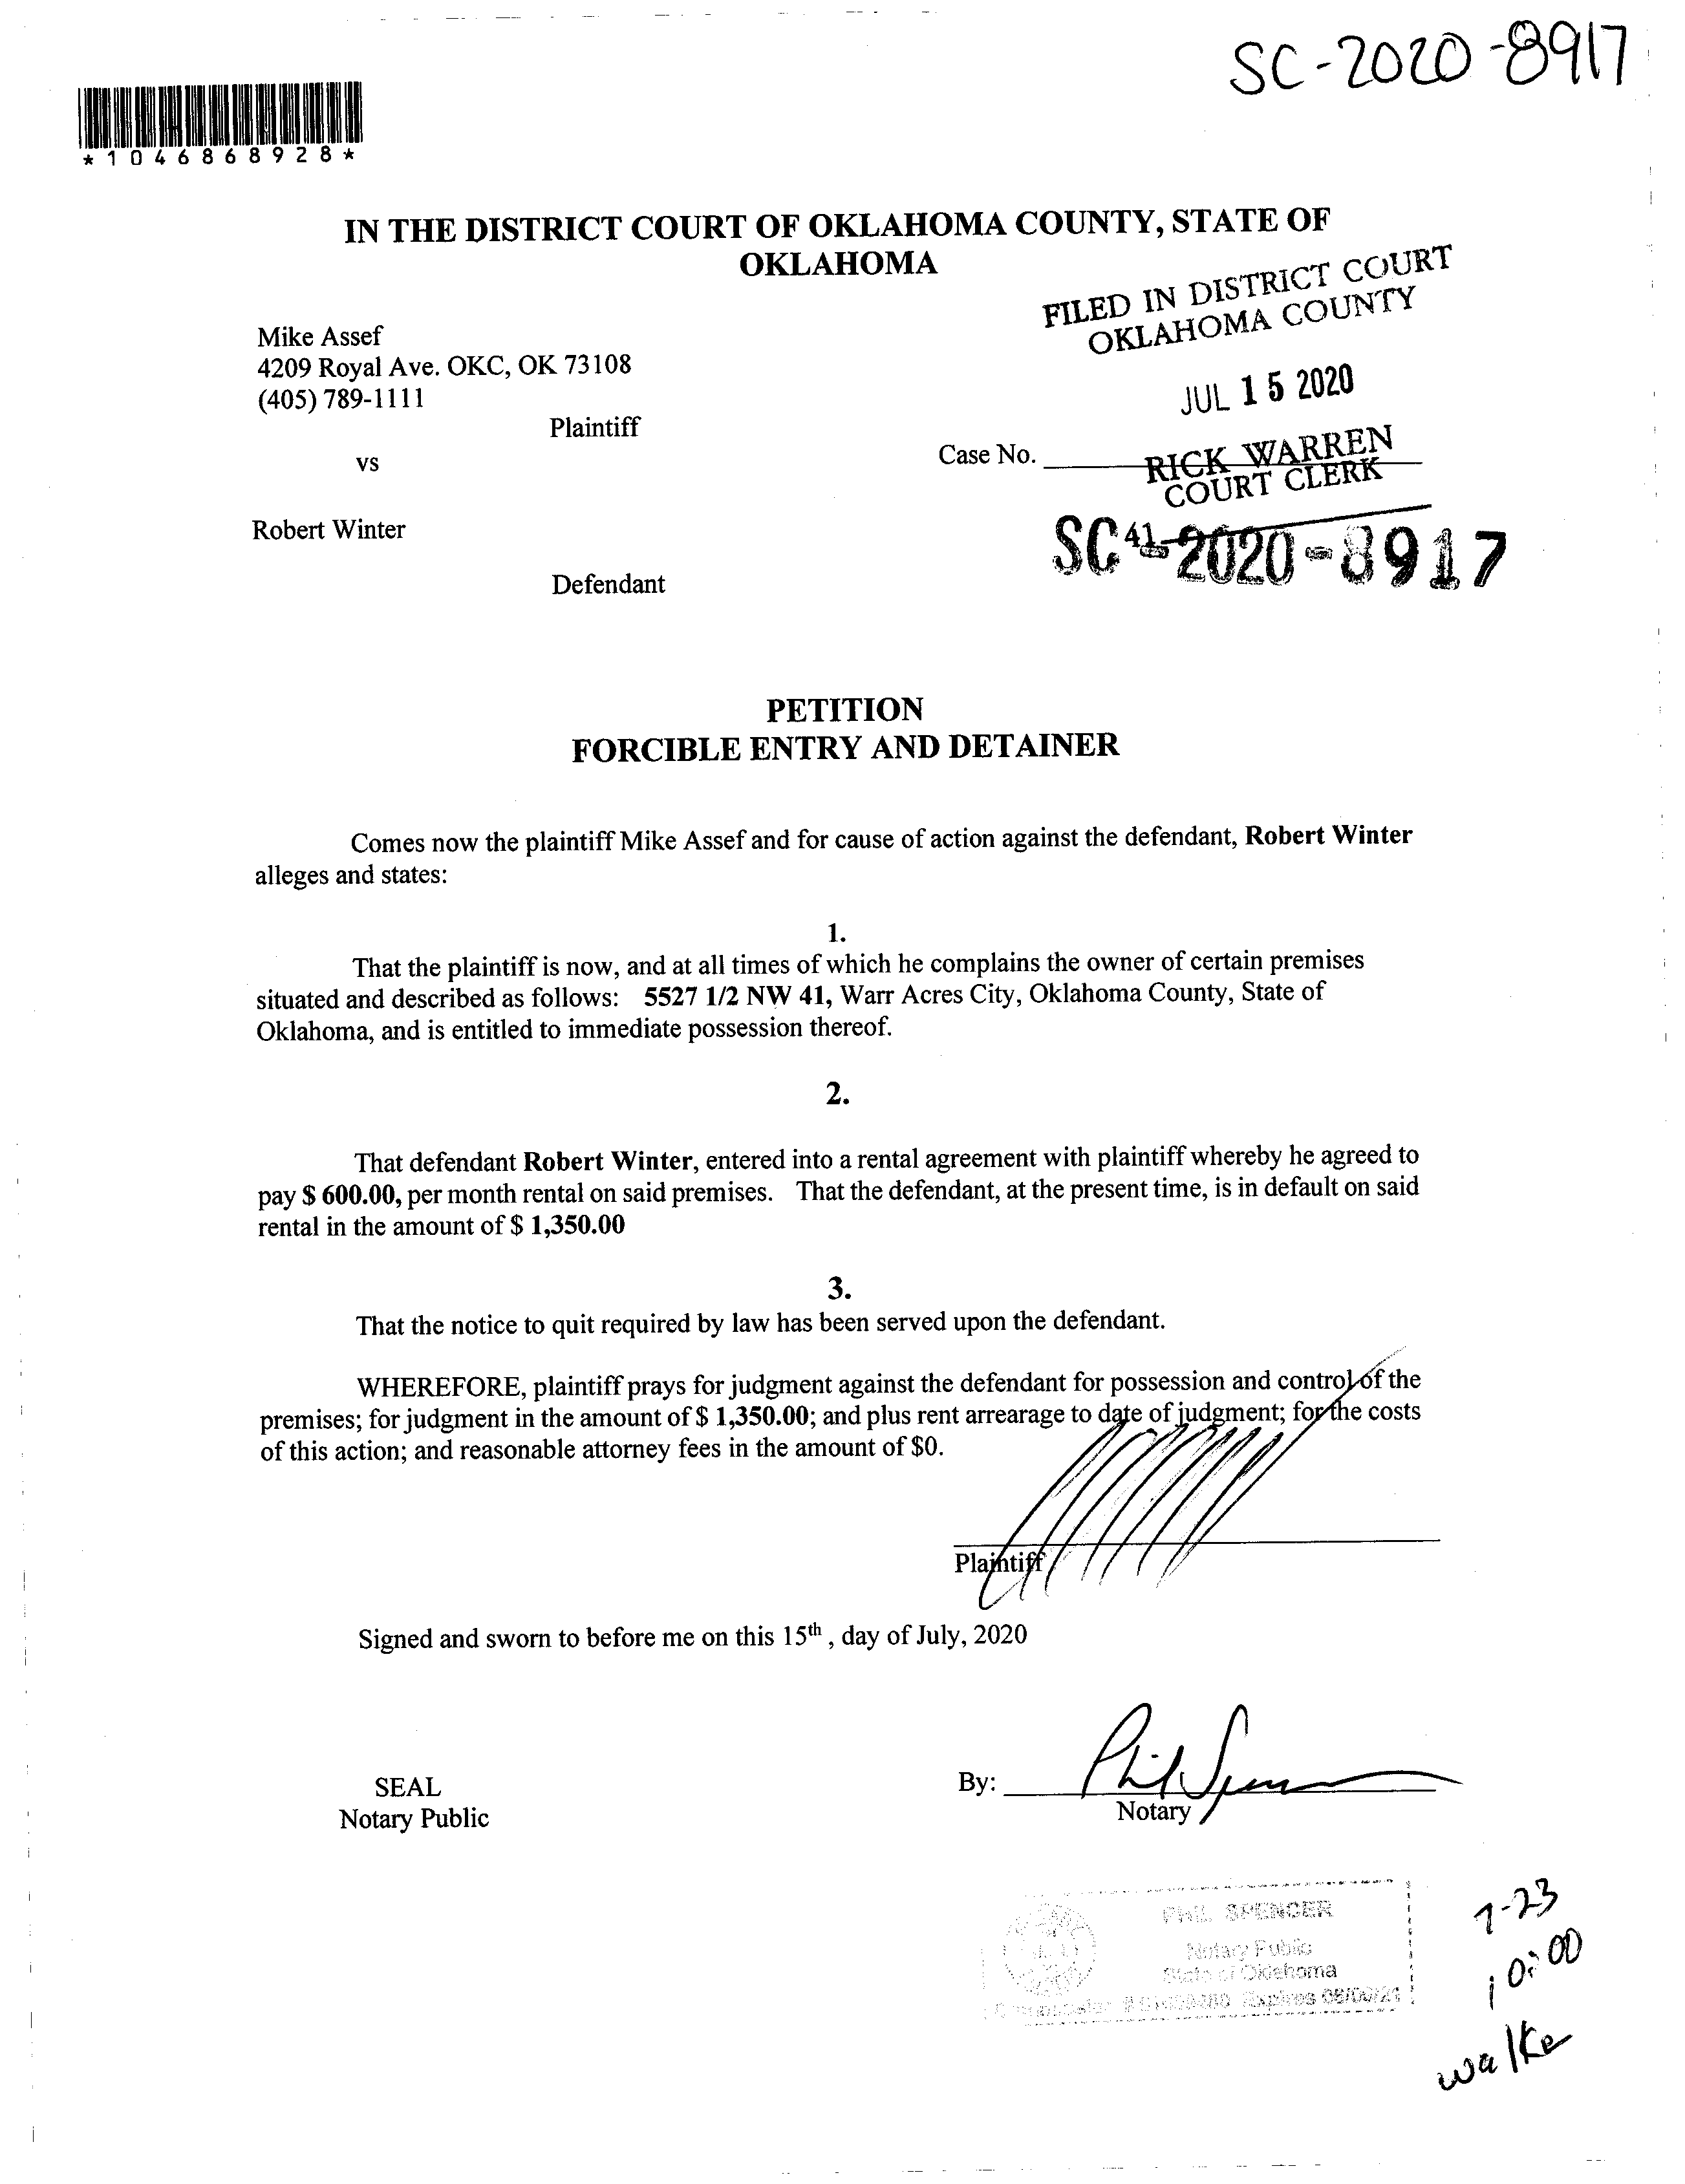 SC-2020-8917
*1046868928*
IN THE DISTRICT COURT OF OKLAHOMA COUNTY, STATE OF
OKLAHOMA
FILED IN DISTRICT COURT
OKLAHOMA COUNTY
Mike Assef
4209 Royal Ave. OKC, OK 73108
(405) 789-1111
JUL 15 2020
Plaintiff
vs
Case No.
RICK WARREN
COURT CLERK
41
SC-2020-8917
Robert Winter
Defendant
PETITION
FORCIBLE ENTRY AND DETAINER
Comes now the plaintiff Mike Assef and for cause of action against the defendant, Robert Winter
alleges and states:
1.
That the plaintiff is now, and at all times of which he complains the owner of certain premises
situated and described as follows: 5527 1/2 NW 41, Warr Acres City, Oklahoma County, State of
Oklahoma, and is entitled to immediate possession thereof.
2.
That defendant Robert Winter, entered into a rental agreement with plaintiff whereby he agreed to
pay $ 600.00, per month rental on said premises. That the defendant, at the present time, is in default on said
rental in the amount of $ 1,350.00
3.
That the notice to quit required by law has been served upon the defendant.
WHEREFORE, plaintiff prays for judgment against the defendant for possession and control of the
premises; for judgment in the amount of $ 1,350.00; and plus rent arrearage to date of judgment; for the costs
of this action; and reasonable attorney fees in the amount of $0.
Plaintiff
Signed and sworn to before me on this 15th , day of July, 2020
SEAL
Notary Public
By: Phil Spencer
Notary
PHIL SPENCER
Notary Public
State of Oklahoma
Expires
7-23
10:00
walke